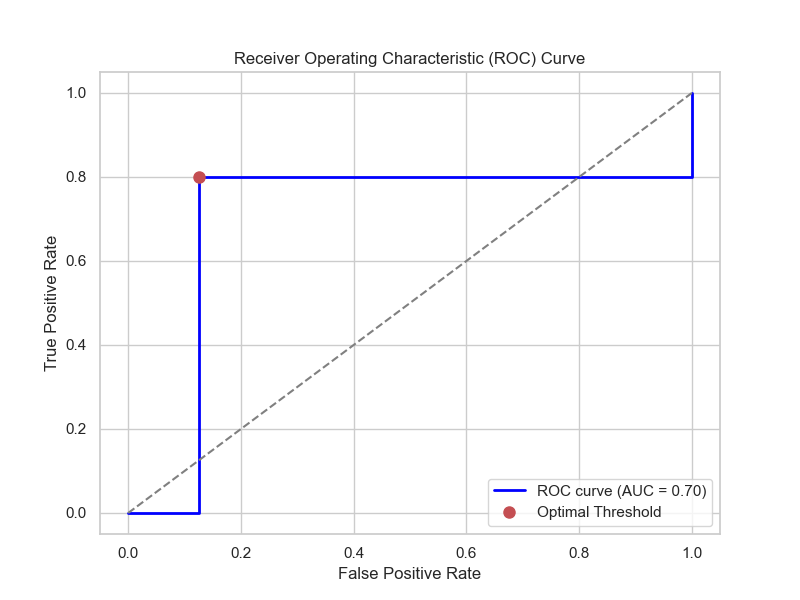 Receiver Operating Characteristic (ROC) Curve
1.0
0.8
0.6
0.4
0.2
0.0
True Positive Rate
ROC curve (AUC = 0.70)
Optimal Threshold
0.0 0.2 0.4 0.6 0.8 1.0
False Positive Rate